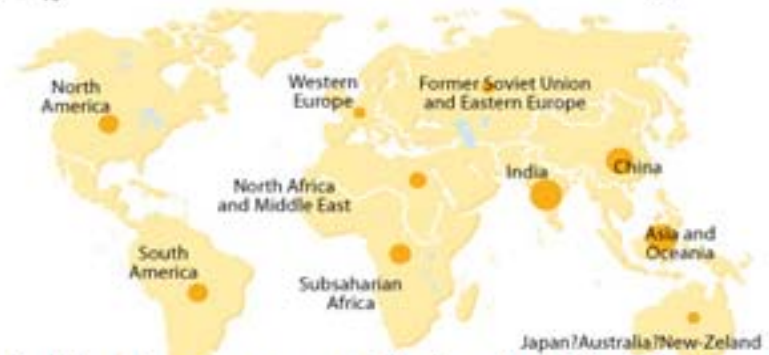 North
America
Western
Europe
Former Soviet Union
and Eastern Europe
India
China
North Africa
and Middle East
Asia and
Oceania
South
America
Subsaharian
Africa
Japan?Australia?New-Zeland